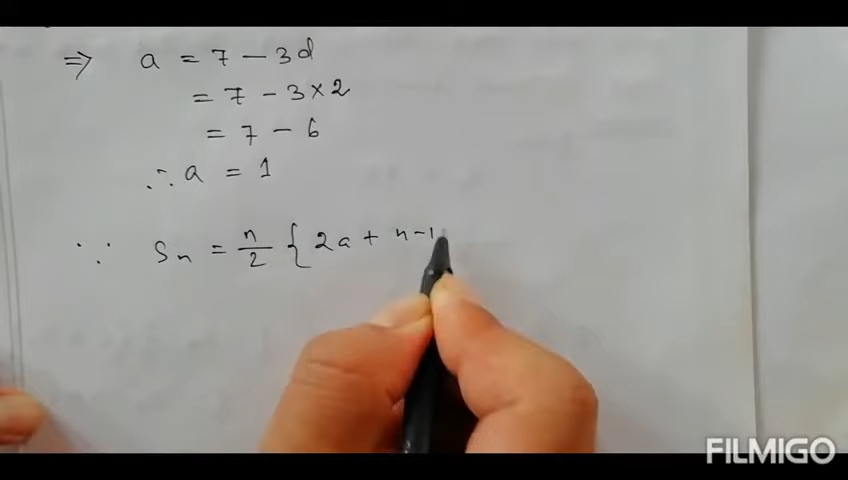 ⇒ a = 7 - 3d
= 7 - 3 × 2
= 7 - 6
∴ a = 1
∵ Sn = n/2 { 2a + n-1
FILMIGO